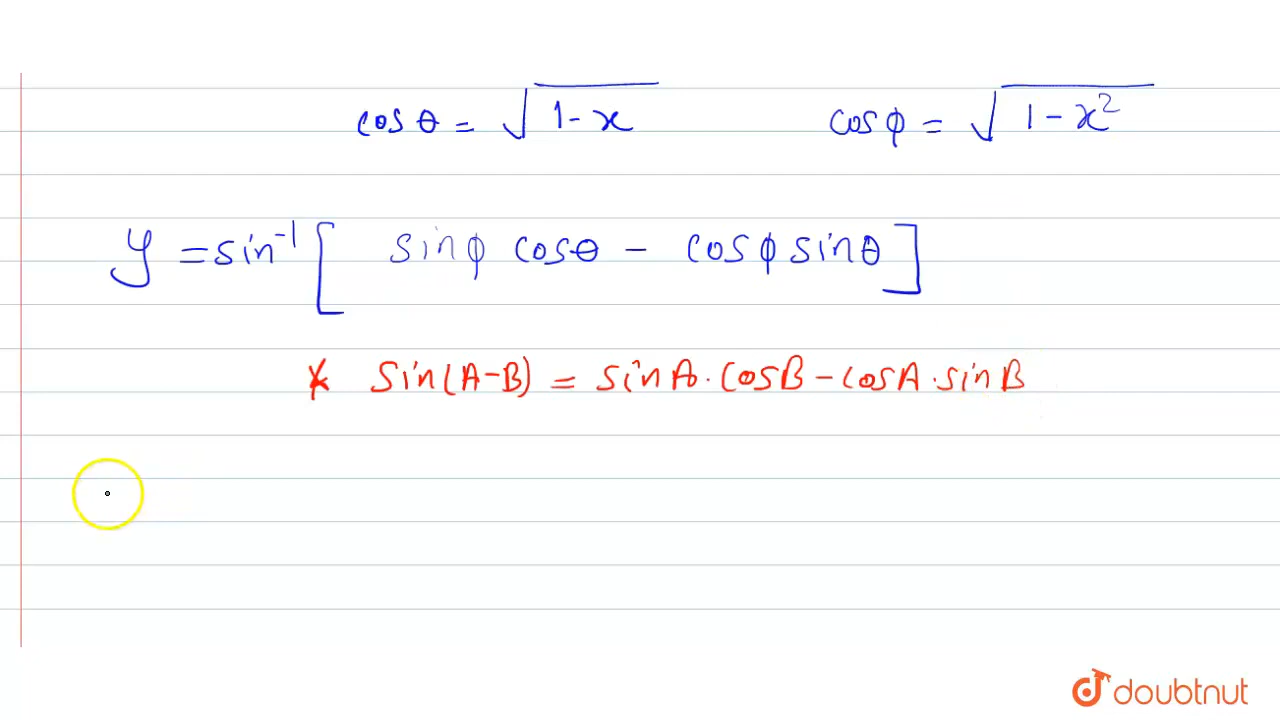 cos θ = √(1 - x)    cos φ = √(1 - x²)
y = sin⁻¹ [ sin φ cos θ - cos φ sin θ ]
* Sin(A-B) = sin A · cos B - cos A · sin B
doubtnut